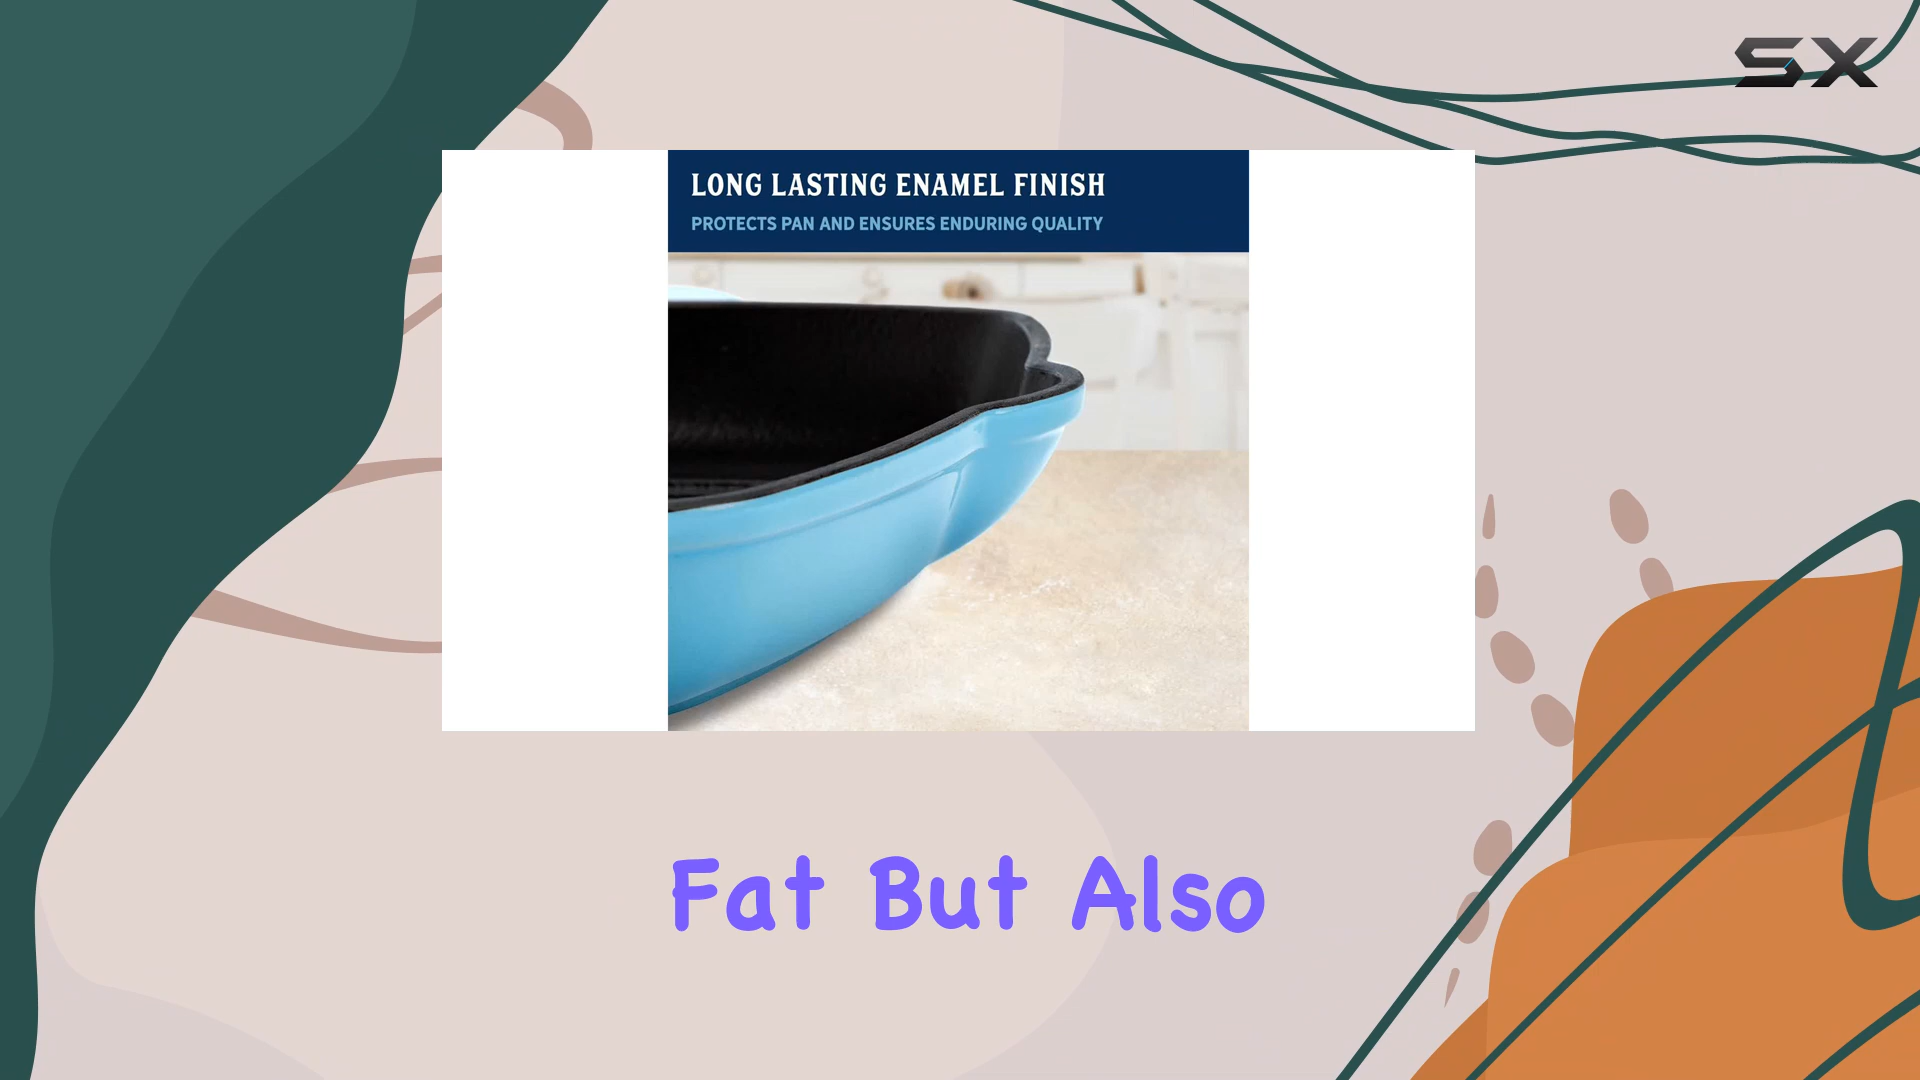 SX
LONG LASTING ENAMEL FINISH
PROTECTS PAN AND ENSURES ENDURING QUALITY
Fat But Also